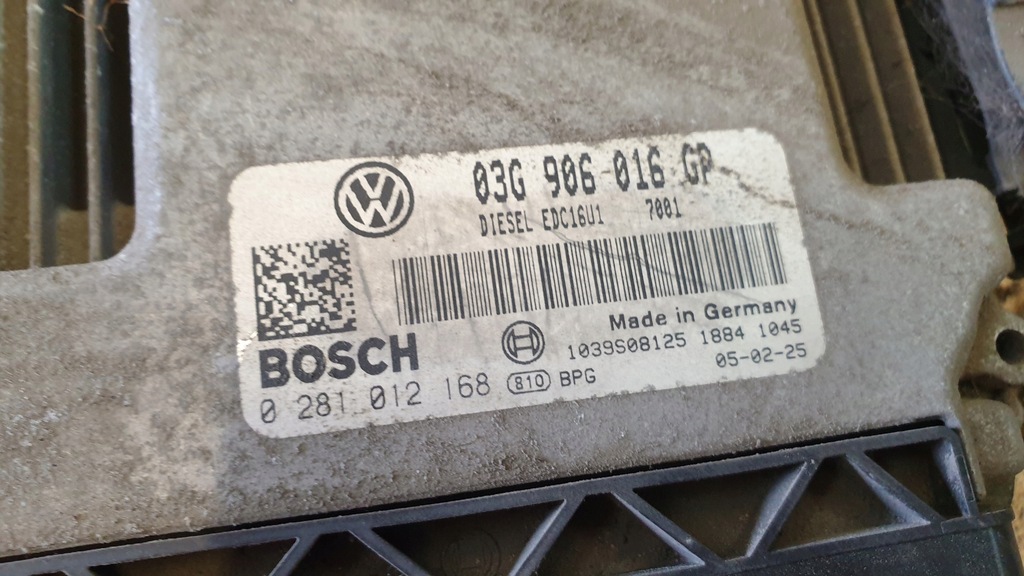 03G 906 016 GP
DIESEL EDC16U1 7001
Made in Germany
1039S08125 1884 1045
05-02-25
BOSCH
0 281 012 168 810 BPG